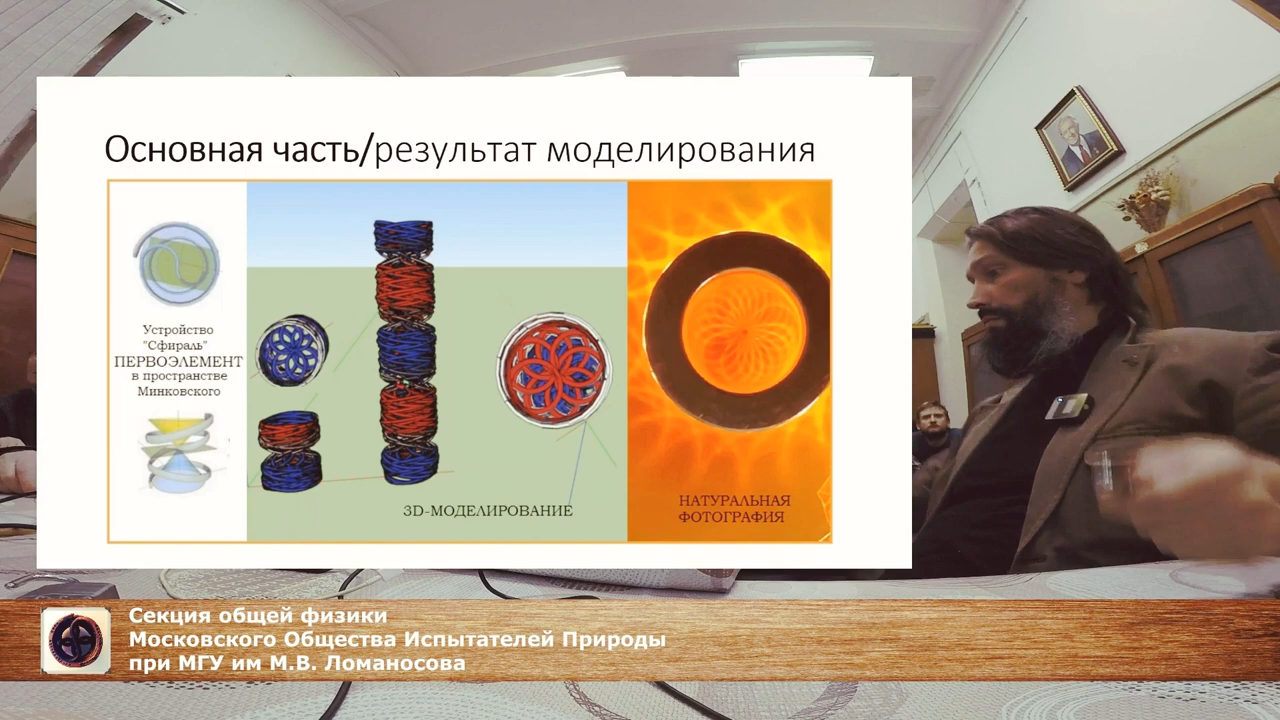 Основная часть/результат моделирования
Устройство
"Сфираль"
ПЕРВОЭЛЕМЕНТ
в пространстве
Минковского
3D-МОДЕЛИРОВАНИЕ
НАТУРАЛЬНАЯ
ФОТОГРАФИЯ
Секция общей физики
Московского Общества Испытателей Природы
при МГУ им М.В. Ломаносова